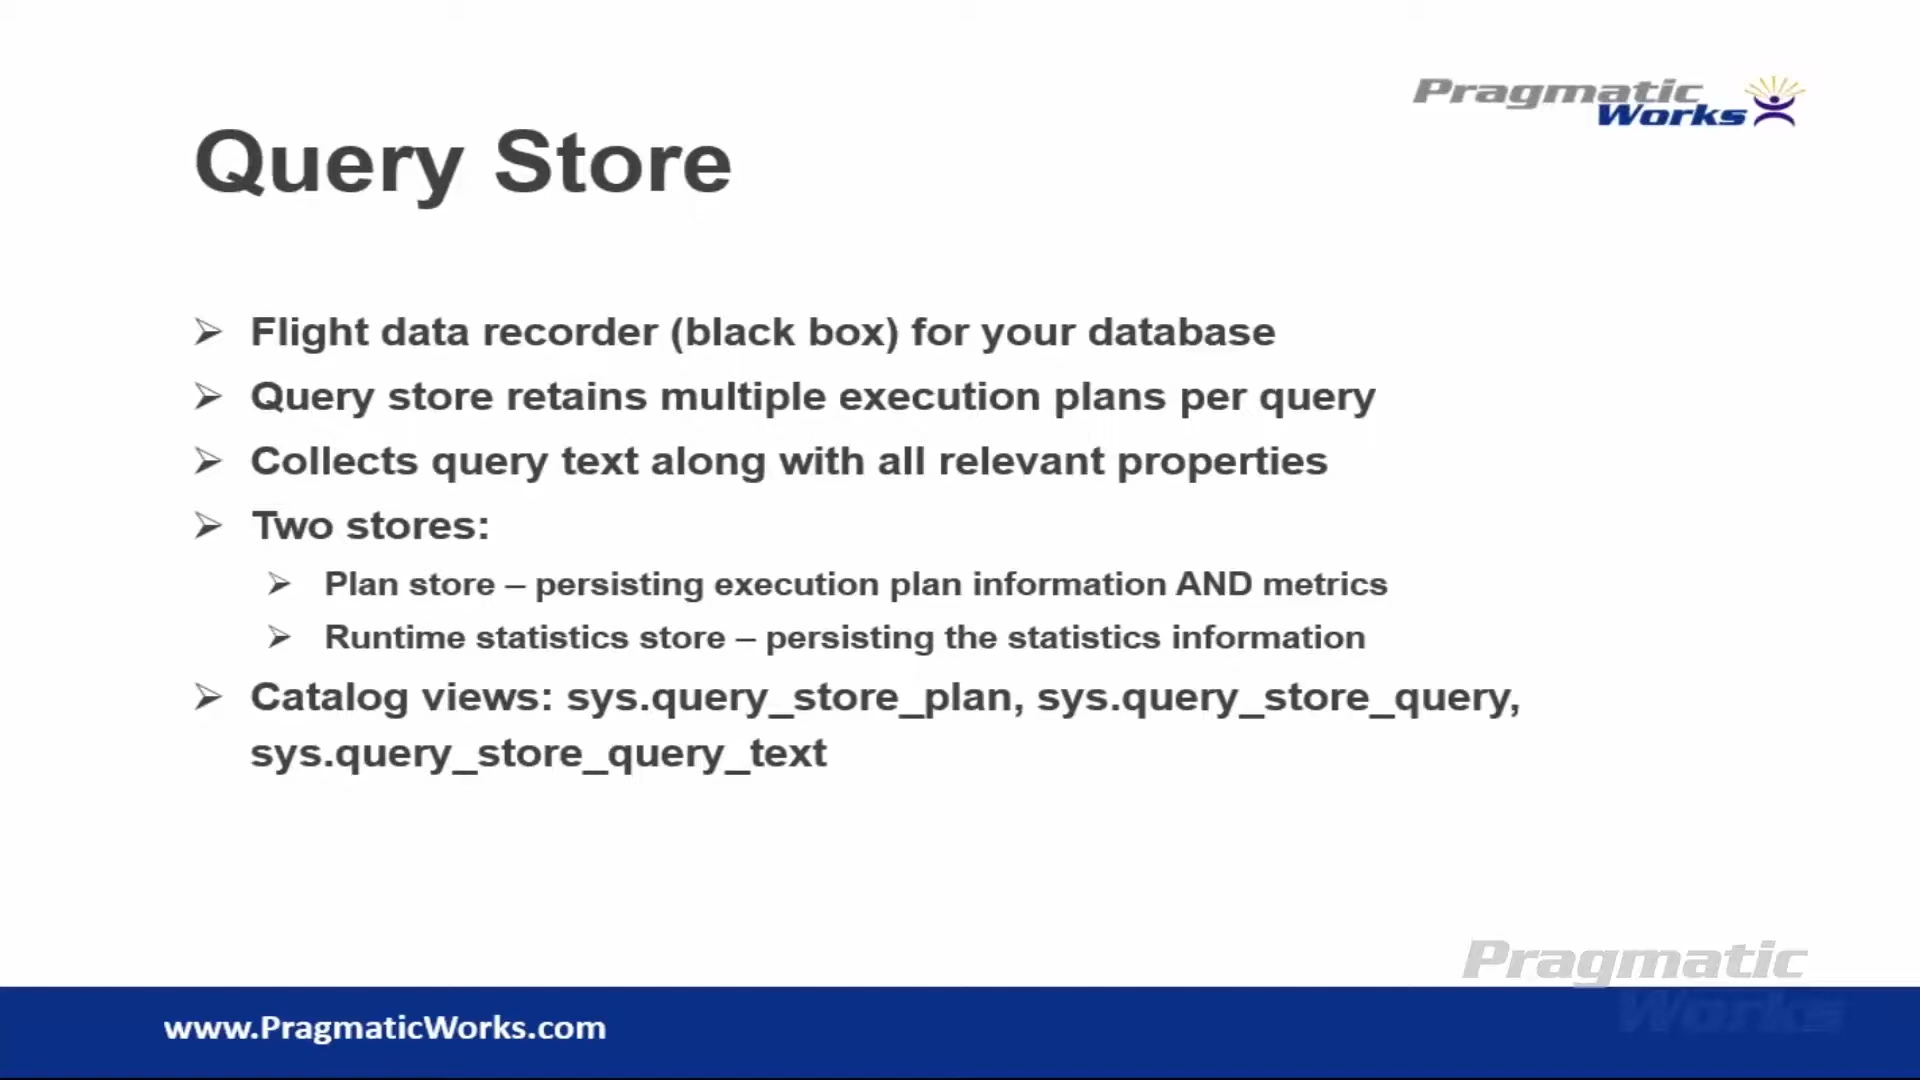 Pragmatic
Works
Query Store
Flight data recorder (black box) for your database
Query store retains multiple execution plans per query
Collects query text along with all relevant properties
Two stores:
Plan store – persisting execution plan information AND metrics
Runtime statistics store – persisting the statistics information
Catalog views: sys.query_store_plan, sys.query_store_query,
sys.query_store_query_text
Pragmatic
Works
www.PragmaticWorks.com